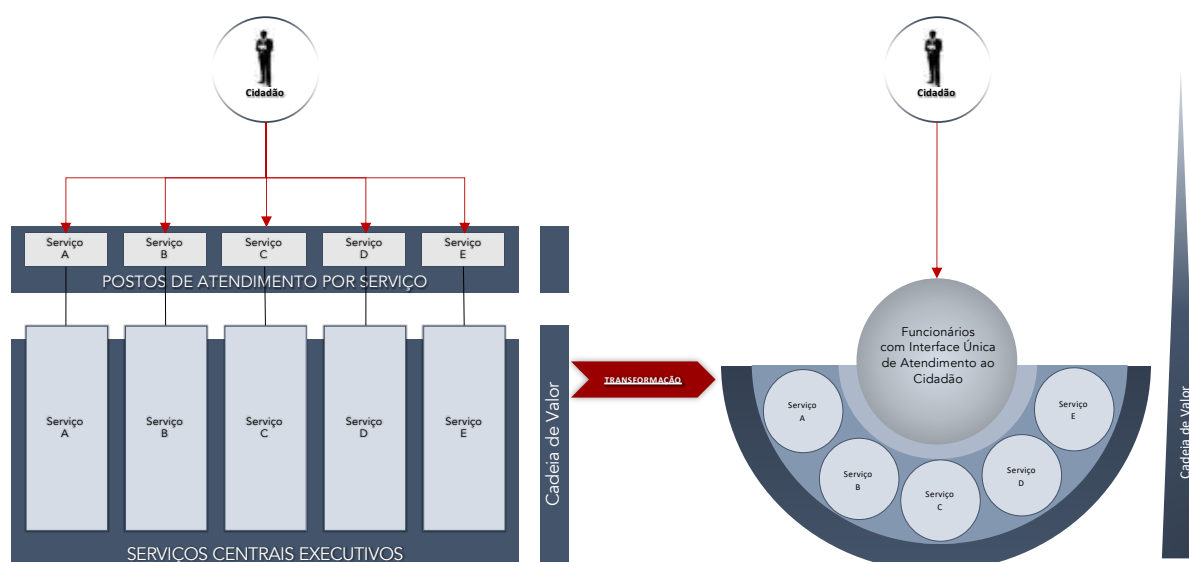 Cidadão
Serviço
A
Serviço
B
Serviço
C
Serviço
D
Serviço
E
POSTOS DE ATENDIMENTO POR SERVIÇO
Serviço
A
Serviço
B
Serviço
C
Serviço
D
Serviço
E
SERVIÇOS CENTRAIS EXECUTIVOS
Cadeia de Valor
TRANSFORMAÇÃO
Cidadão
Funcionários
com Interface Única
de Atendimento ao
Cidadão
Serviço
A
Serviço
B
Serviço
C
Serviço
D
Serviço
E
Cadeia de Valor